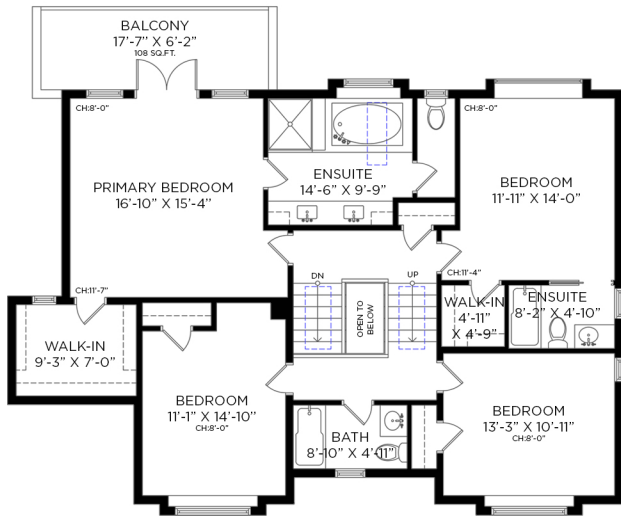 BALCONY
17'-7" X 6'-2"
108 SQ.FT.
CH:8'-0"
PRIMARY BEDROOM
16'-10" X 15'-4"
CH:11'-7"
ENSUITE
14'-6" X 9'-9"
CH:8'-0"
BEDROOM
11'-11" X 14'-0"
CH:11'-4"
DN
UP
OPEN TO
BELOW
WALK-IN
4'-11"
X 4'-9"
ENSUITE
8'-2" X 4'-10"
WALK-IN
9'-3" X 7'-0"
BEDROOM
11'-1" X 14'-10"
CH:8'-0"
BATH
8'-10" X 4'-11"
BEDROOM
13'-3" X 10'-11"
CH:8'-0"